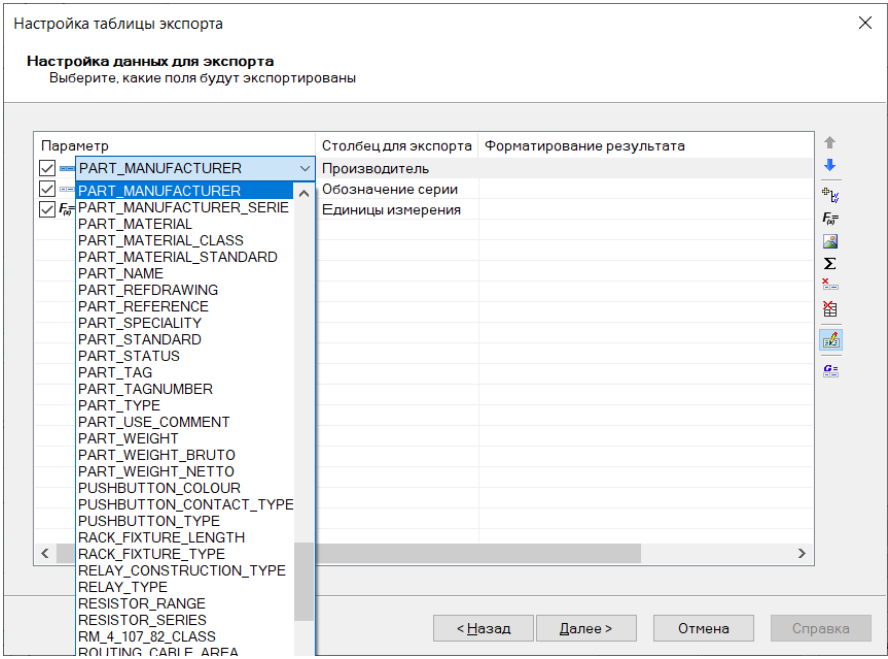 Настройка таблицы экспорта
Настройка данных для экспорта
Выберите, какие поля будут экспортированы
Параметр Столбец для экспорта Форматирование результата
PART_MANUFACTURER Производитель
PART_MANUFACTURER Обозначение серии
PART_MANUFACTURER_SERIE Единицы измерения
PART_MATERIAL
PART_MATERIAL_CLASS
PART_MATERIAL_STANDARD
PART_NAME
PART_REFDRAWING
PART_REFERENCE
PART_SPECIALITY
PART_STANDARD
PART_STATUS
PART_TAG
PART_TAGNUMBER
PART_TYPE
PART_USE_COMMENT
PART_WEIGHT
PART_WEIGHT_BRUTO
PART_WEIGHT_NETTO
PUSHBUTTON_COLOUR
PUSHBUTTON_CONTACT_TYPE
PUSHBUTTON_TYPE
RACK_FIXTURE_LENGTH
RACK_FIXTURE_TYPE
RELAY_CONSTRUCTION_TYPE
RELAY_TYPE
RESISTOR_RANGE
RESISTOR_SERIES
RM_4_107_82_CLASS
ROUTING_CABLE_AREA
< Назад Далее > Отмена Справка